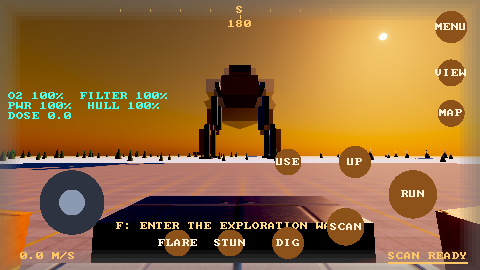 S
180
MENU
VIEW
MAP
O2 100% FILTER 100%
PWR 100% HULL 100%
DOSE 0.0
USE
UP
RUN
F: ENTER THE EXPLORATION
SCAN
FLARE
STUN
DIG
0.0 M/S
SCAN READY